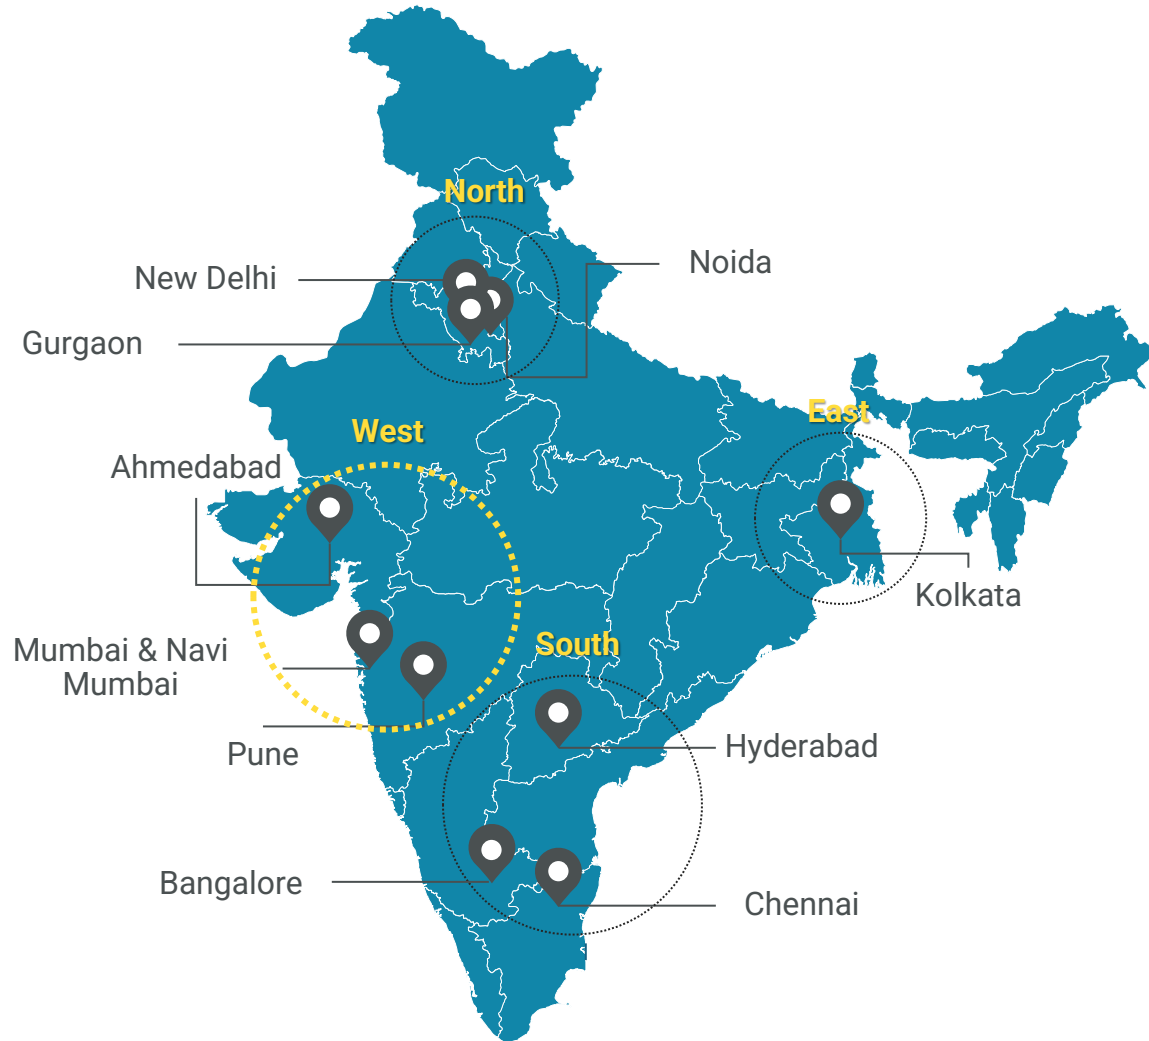 North
Noida
New Delhi
Gurgaon
East
West
Ahmedabad
Kolkata
South
Mumbai & Navi
Mumbai
Pune
Hyderabad
Bangalore
Chennai